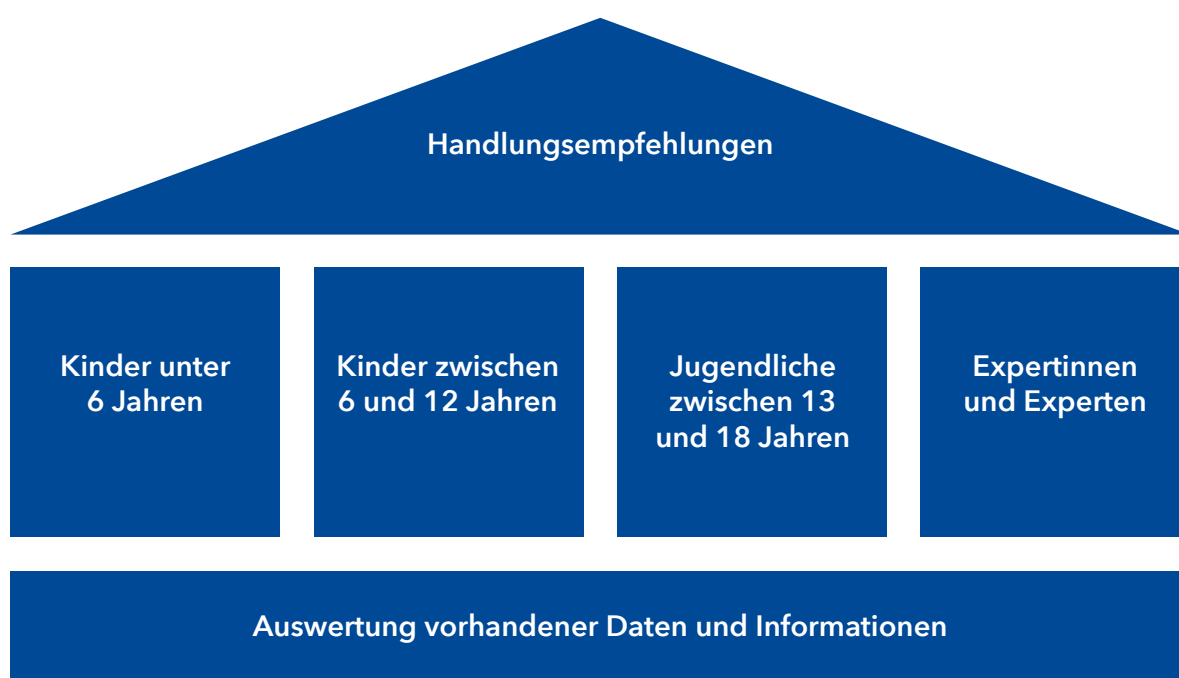 Handlungsempfehlungen
Kinder unter
6 Jahren
Kinder zwischen
6 und 12 Jahren
Jugendliche
zwischen 13
und 18 Jahren
Expertinnen
und Experten
Auswertung vorhandener Daten und Informationen